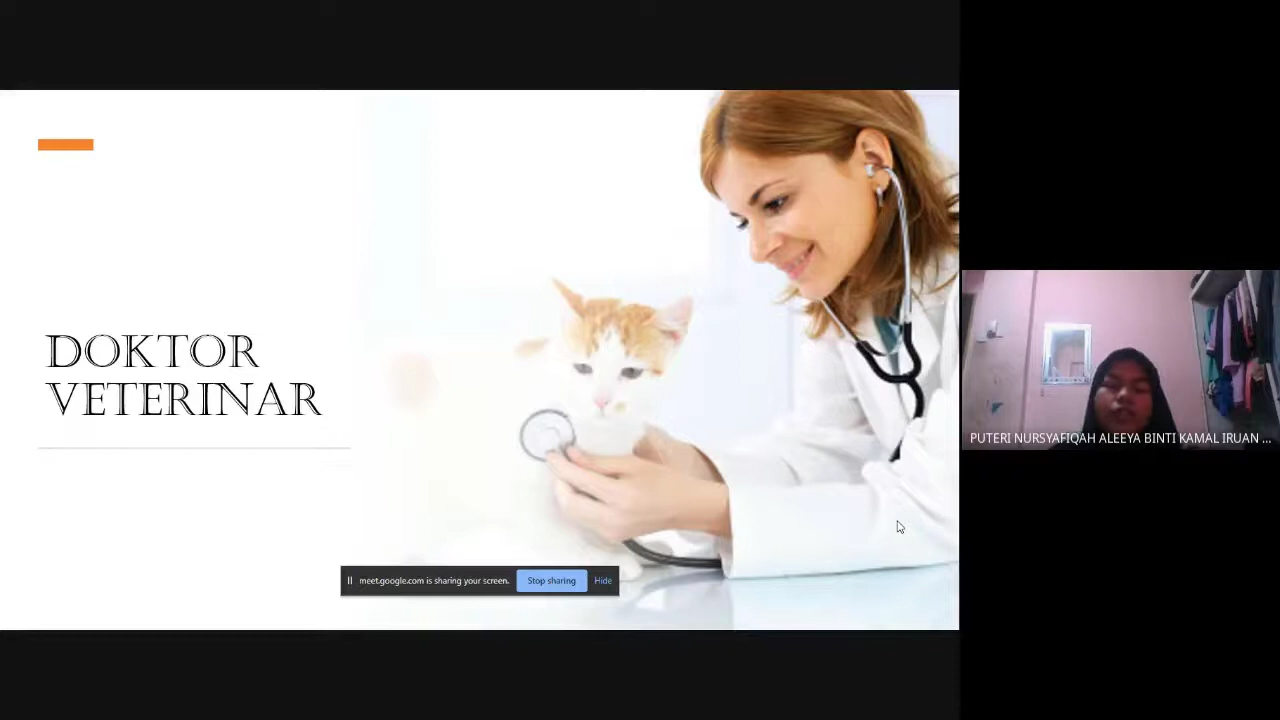 DOKTOR
VETERINAR
meet.google.com is sharing your screen. Stop sharing Hide
PUTERI NURSYAFIQAH ALEEYA BINTI KAMAL IRUAN ...